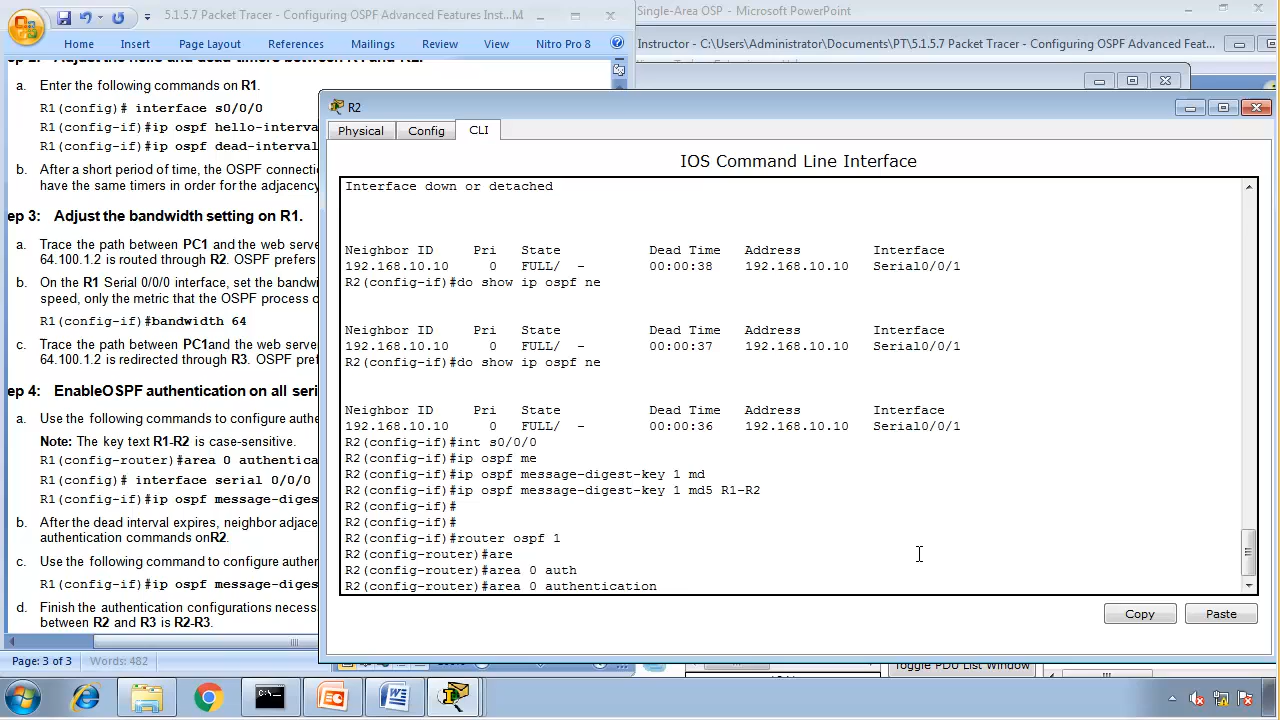 5.1.5.7 Packet Tracer - Configuring OSPF Advanced Features Inst...M
Single-Area OSP - Microsoft PowerPoint
Home Insert Page Layout References Mailings Review View Nitro Pro 8
Instructor - C:\Users\Administrator\Documents\PT\5.1.5.7 Packet Tracer - Configuring OSPF Advanced Feat...
ep 2: Adjust the hello and dead timers between R1 and R2.
a. Enter the following commands on R1.
R1(config)# interface s0/0/0
R1(config-if)#ip ospf hello-interva
R1(config-if)#ip ospf dead-interval
b. After a short period of time, the OSPF connecti
have the same timers in order for the adjacency
ep 3: Adjust the bandwidth setting on R1.
a. Trace the path between PC1 and the web serve
64.100.1.2 is routed through R2. OSPF prefers
b. On the R1 Serial 0/0/0 interface, set the bandwi
speed, only the metric that the OSPF process c
R1(config-if)#bandwidth 64
c. Trace the path between PC1and the web serve
64.100.1.2 is redirected through R3. OSPF pref
ep 4: EnableOSPF authentication on all seri
a. Use the following commands to configure authe
Note: The key text R1-R2 is case-sensitive.
R1(config-router)#area 0 authentica
R1(config)# interface serial 0/0/0
R1(config-if)#ip ospf message-diges
b. After the dead interval expires, neighbor adjace
authentication commands onR2.
c. Use the following command to configure authen
R1(config-if)#ip ospf message-diges
d. Finish the authentication configurations necess
between R2 and R3 is R2-R3.
Page: 3 of 3 Words: 482
R2
Physical Config CLI
IOS Command Line Interface
Interface down or detached
Neighbor ID Pri State Dead Time Address Interface
192.168.10.10 0 FULL/ - 00:00:38 192.168.10.10 Serial0/0/1
R2(config-if)#do show ip ospf ne
Neighbor ID Pri State Dead Time Address Interface
192.168.10.10 0 FULL/ - 00:00:37 192.168.10.10 Serial0/0/1
R2(config-if)#do show ip ospf ne
Neighbor ID Pri State Dead Time Address Interface
192.168.10.10 0 FULL/ - 00:00:36 192.168.10.10 Serial0/0/1
R2(config-if)#int s0/0/0
R2(config-if)#ip ospf me
R2(config-if)#ip ospf message-digest-key 1 md
R2(config-if)#ip ospf message-digest-key 1 md5 R1-R2
R2(config-if)#
R2(config-if)#
R2(config-if)#router ospf 1
R2(config-router)#are
R2(config-router)#area 0 auth
R2(config-router)#area 0 authentication
Copy Paste
Toggle PDU List Window